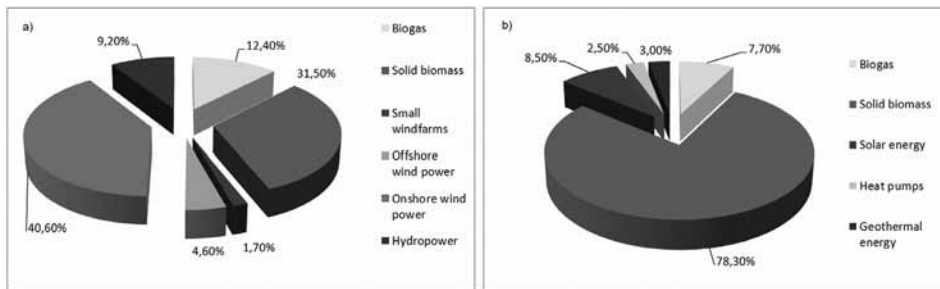 a)
9,20%
12,40%
31,50%
40,60%
4,60%
1,70%
Biogas
Solid biomass
Small
windfarms
Offshore
wind power
Onshore wind
power
Hydropower
b)
8,50%
2,50%
3,00%
7,70%
78,30%
Biogas
Solid biomass
Solar energy
Heat pumps
Geothermal
energy